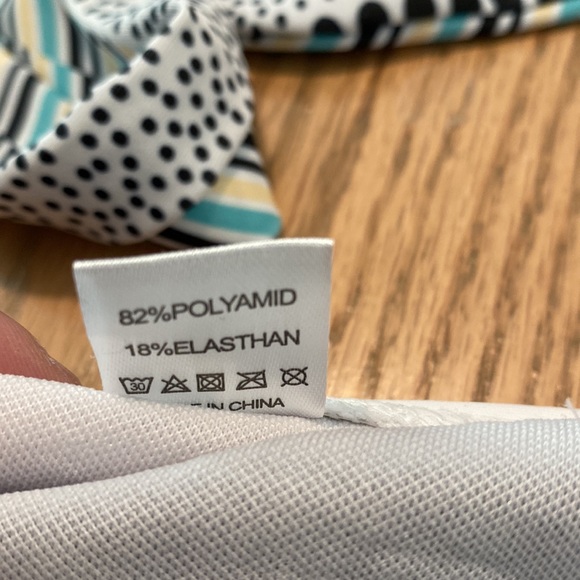 82%POLYAMID
18%ELASTHAN
30
IN CHINA